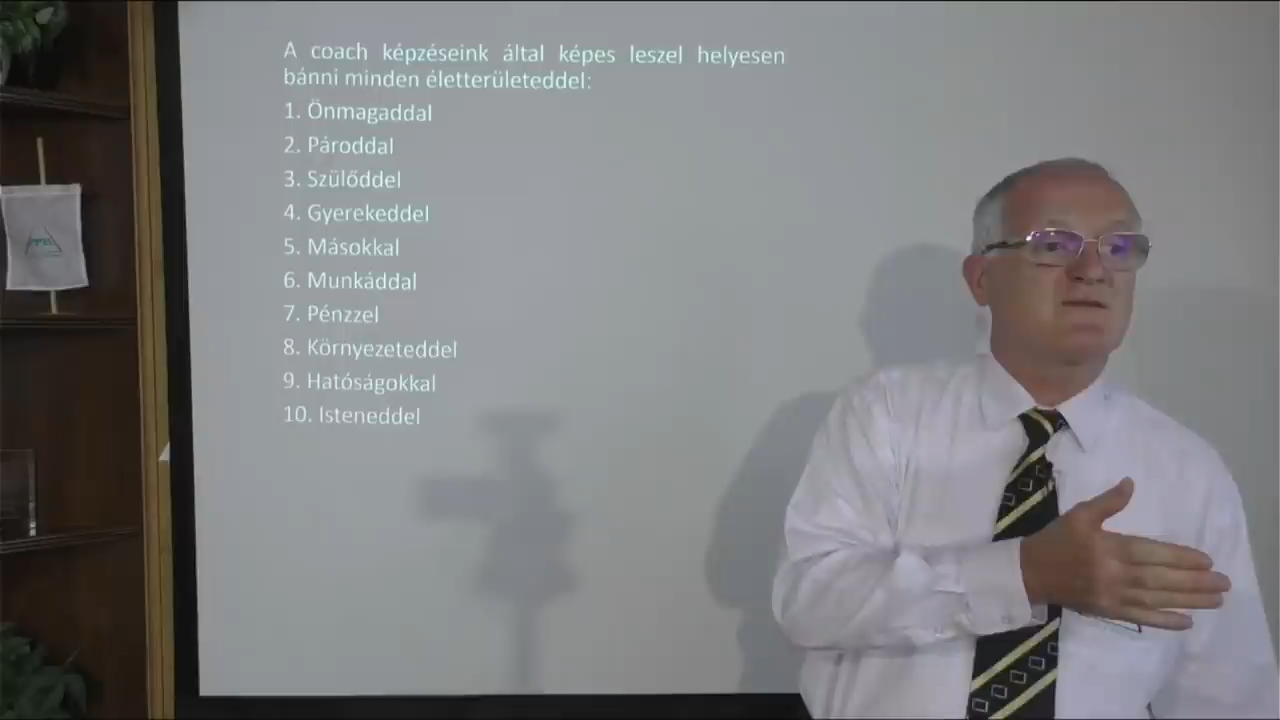 A coach képzéseink által képes leszel helyesen
bánni minden életterületeddel:
1. Önmagaddal
2. Pároddal
3. Szülőddel
4. Gyerekeddel
5. Másokkal
6. Munkáddal
7. Pénzzel
8. Környezeteddel
9. Hatóságokkal
10. Isteneddel